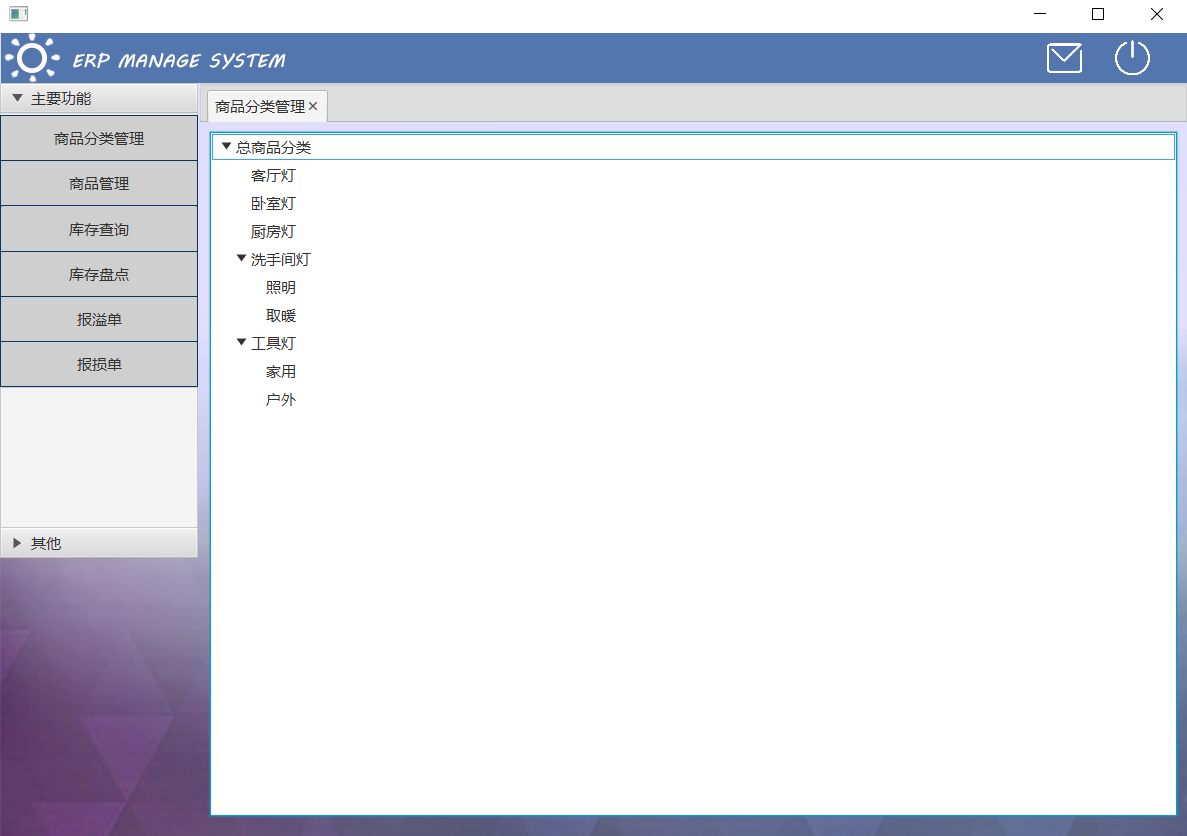 ERP MANAGE SYSTEM
主要功能
商品分类管理
商品管理
库存查询
库存盘点
报溢单
报损单
其他
商品分类管理
总商品分类
客厅灯
卧室灯
厨房灯
洗手间灯
照明
取暖
工具灯
家用
户外